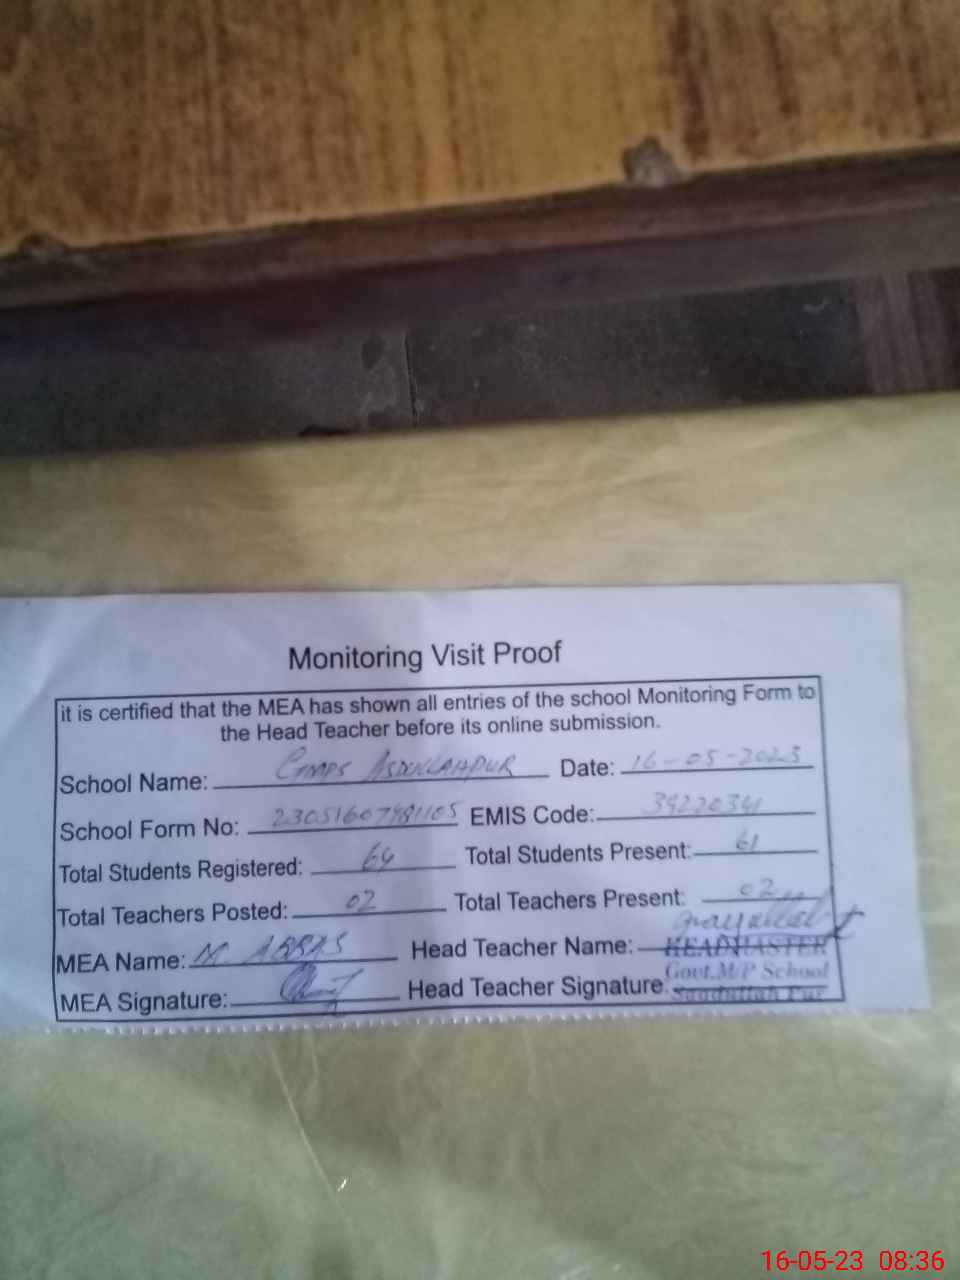 Monitoring Visit Proof
it is certified that the MEA has shown all entries of the school Monitoring Form to
the Head Teacher before its online submission.
School Name: GMPS Date: 16-05-2023
School Form No: EMIS Code: 39220341
Total Students Registered: 64 Total Students Present: 61
Total Teachers Posted: 02 Total Teachers Present: 02
MEA Name: M. ABBAS Head Teacher Name:
HEADMASTER
MEA Signature: Head Teacher Signature:
Govt.M/P School
Saadullah Pur
16-05-23 08:36